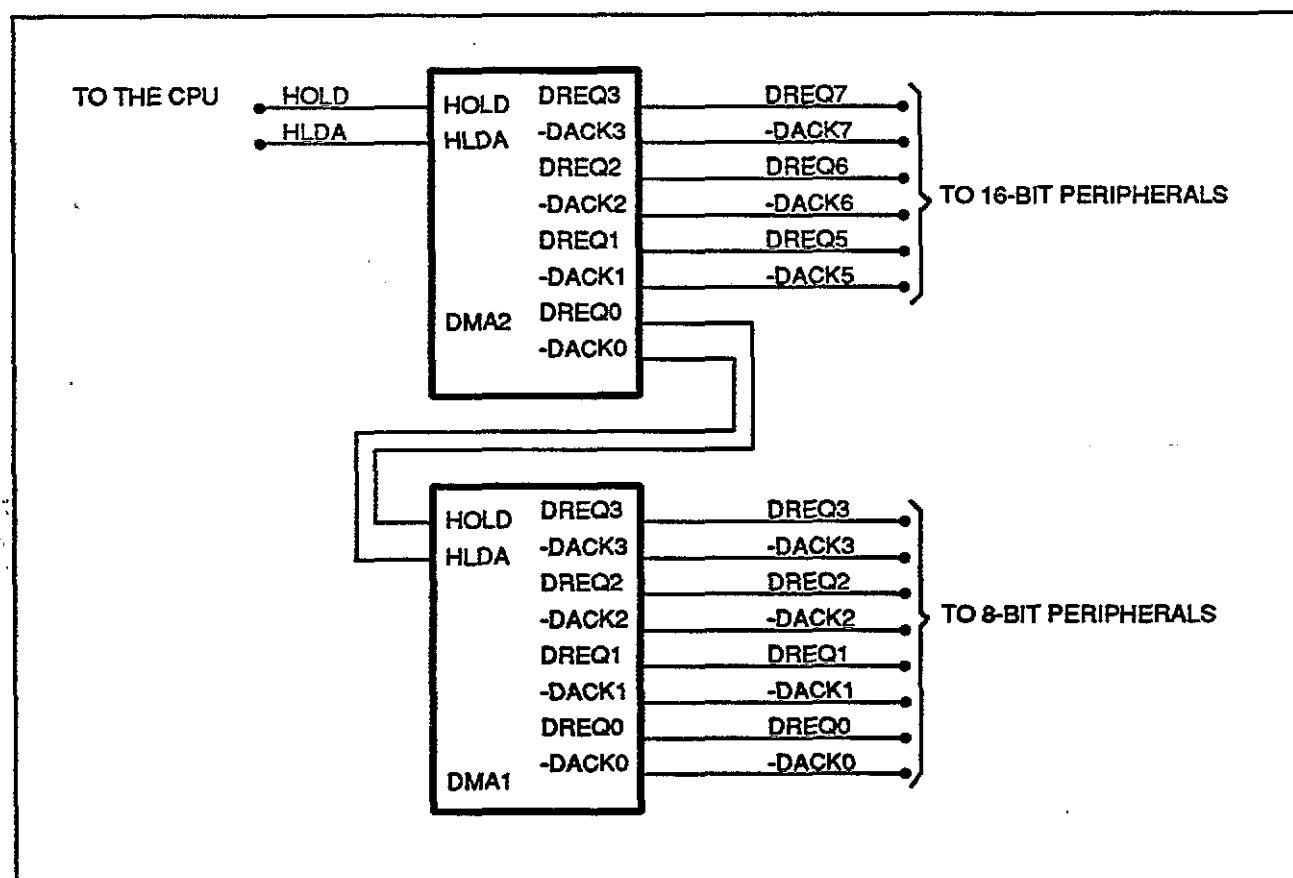 TO THE CPU HOLD HOLD DREQ3 DREQ7
HLDA HLDA -DACK3 -DACK7
DREQ2 DREQ6
-DACK2 -DACK6
TO 16-BIT PERIPHERALS
DREQ1 DREQ5
-DACK1 -DACK5
DMA2 DREQ0
-DACK0
HOLD DREQ3 DREQ3
HLDA -DACK3 -DACK3
DREQ2 DREQ2
-DACK2 -DACK2
TO 8-BIT PERIPHERALS
DREQ1 DREQ1
-DACK1 -DACK1
DREQ0 DREQ0
DMA1 -DACK0 -DACK0